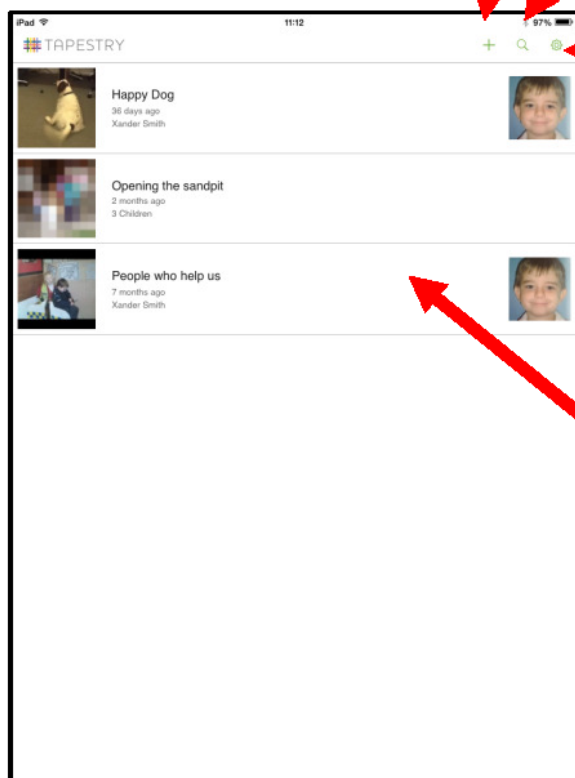 iPad 11:12 97%
TAPESTRY
Happy Dog
36 days ago
Xander Smith
Opening the sandpit
2 months ago
3 Children
People who help us
7 months ago
Xander Smith